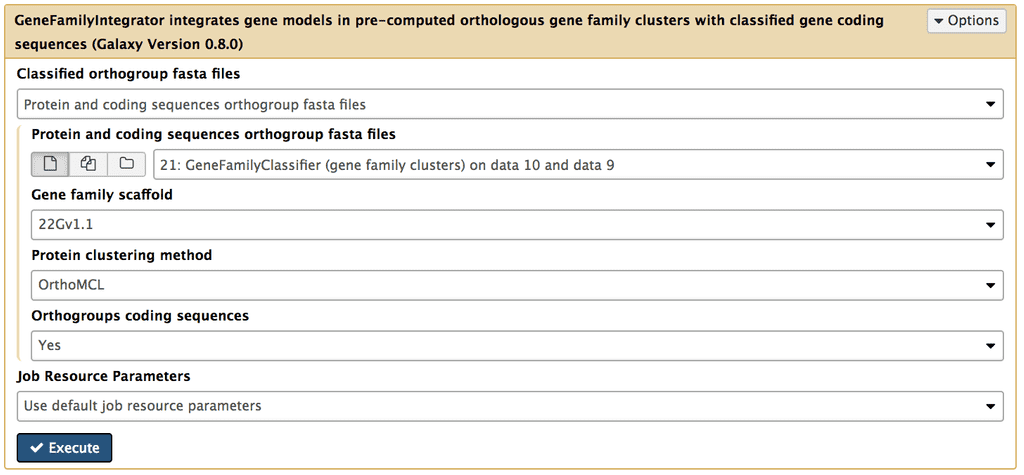 GeneFamilyIntegrator integrates gene models in pre-computed orthologous gene family clusters with classified gene coding
sequences (Galaxy Version 0.8.0)
Options
Classified orthogroup fasta files
Protein and coding sequences orthogroup fasta files
Protein and coding sequences orthogroup fasta files
21: GeneFamilyClassifier (gene family clusters) on data 10 and data 9
Gene family scaffold
22Gv1.1
Protein clustering method
OrthoMCL
Orthogroups coding sequences
Yes
Job Resource Parameters
Use default job resource parameters
Execute